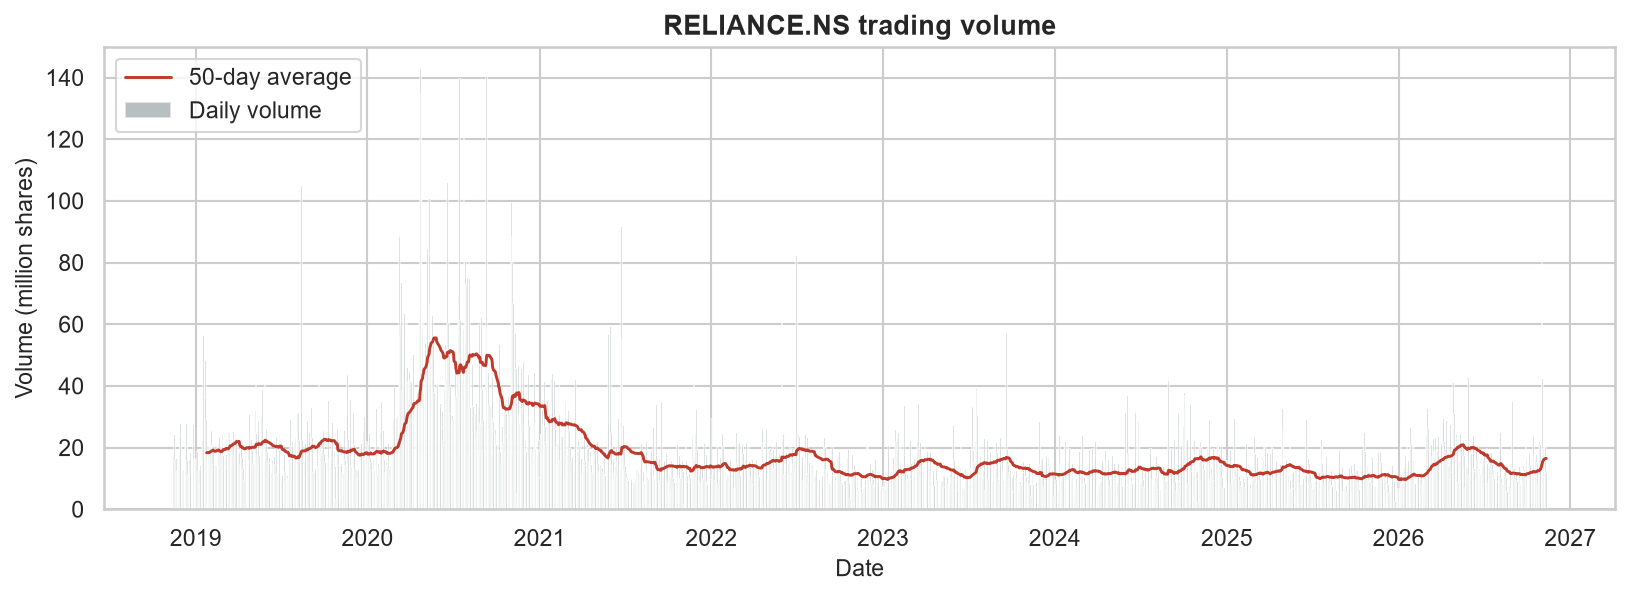 RELIANCE.NS trading volume
50-day average
Daily volume
Volume (million shares)
140
120
100
80
60
40
20
0
2019 2020 2021 2022 2023 2024 2025 2026 2027
Date